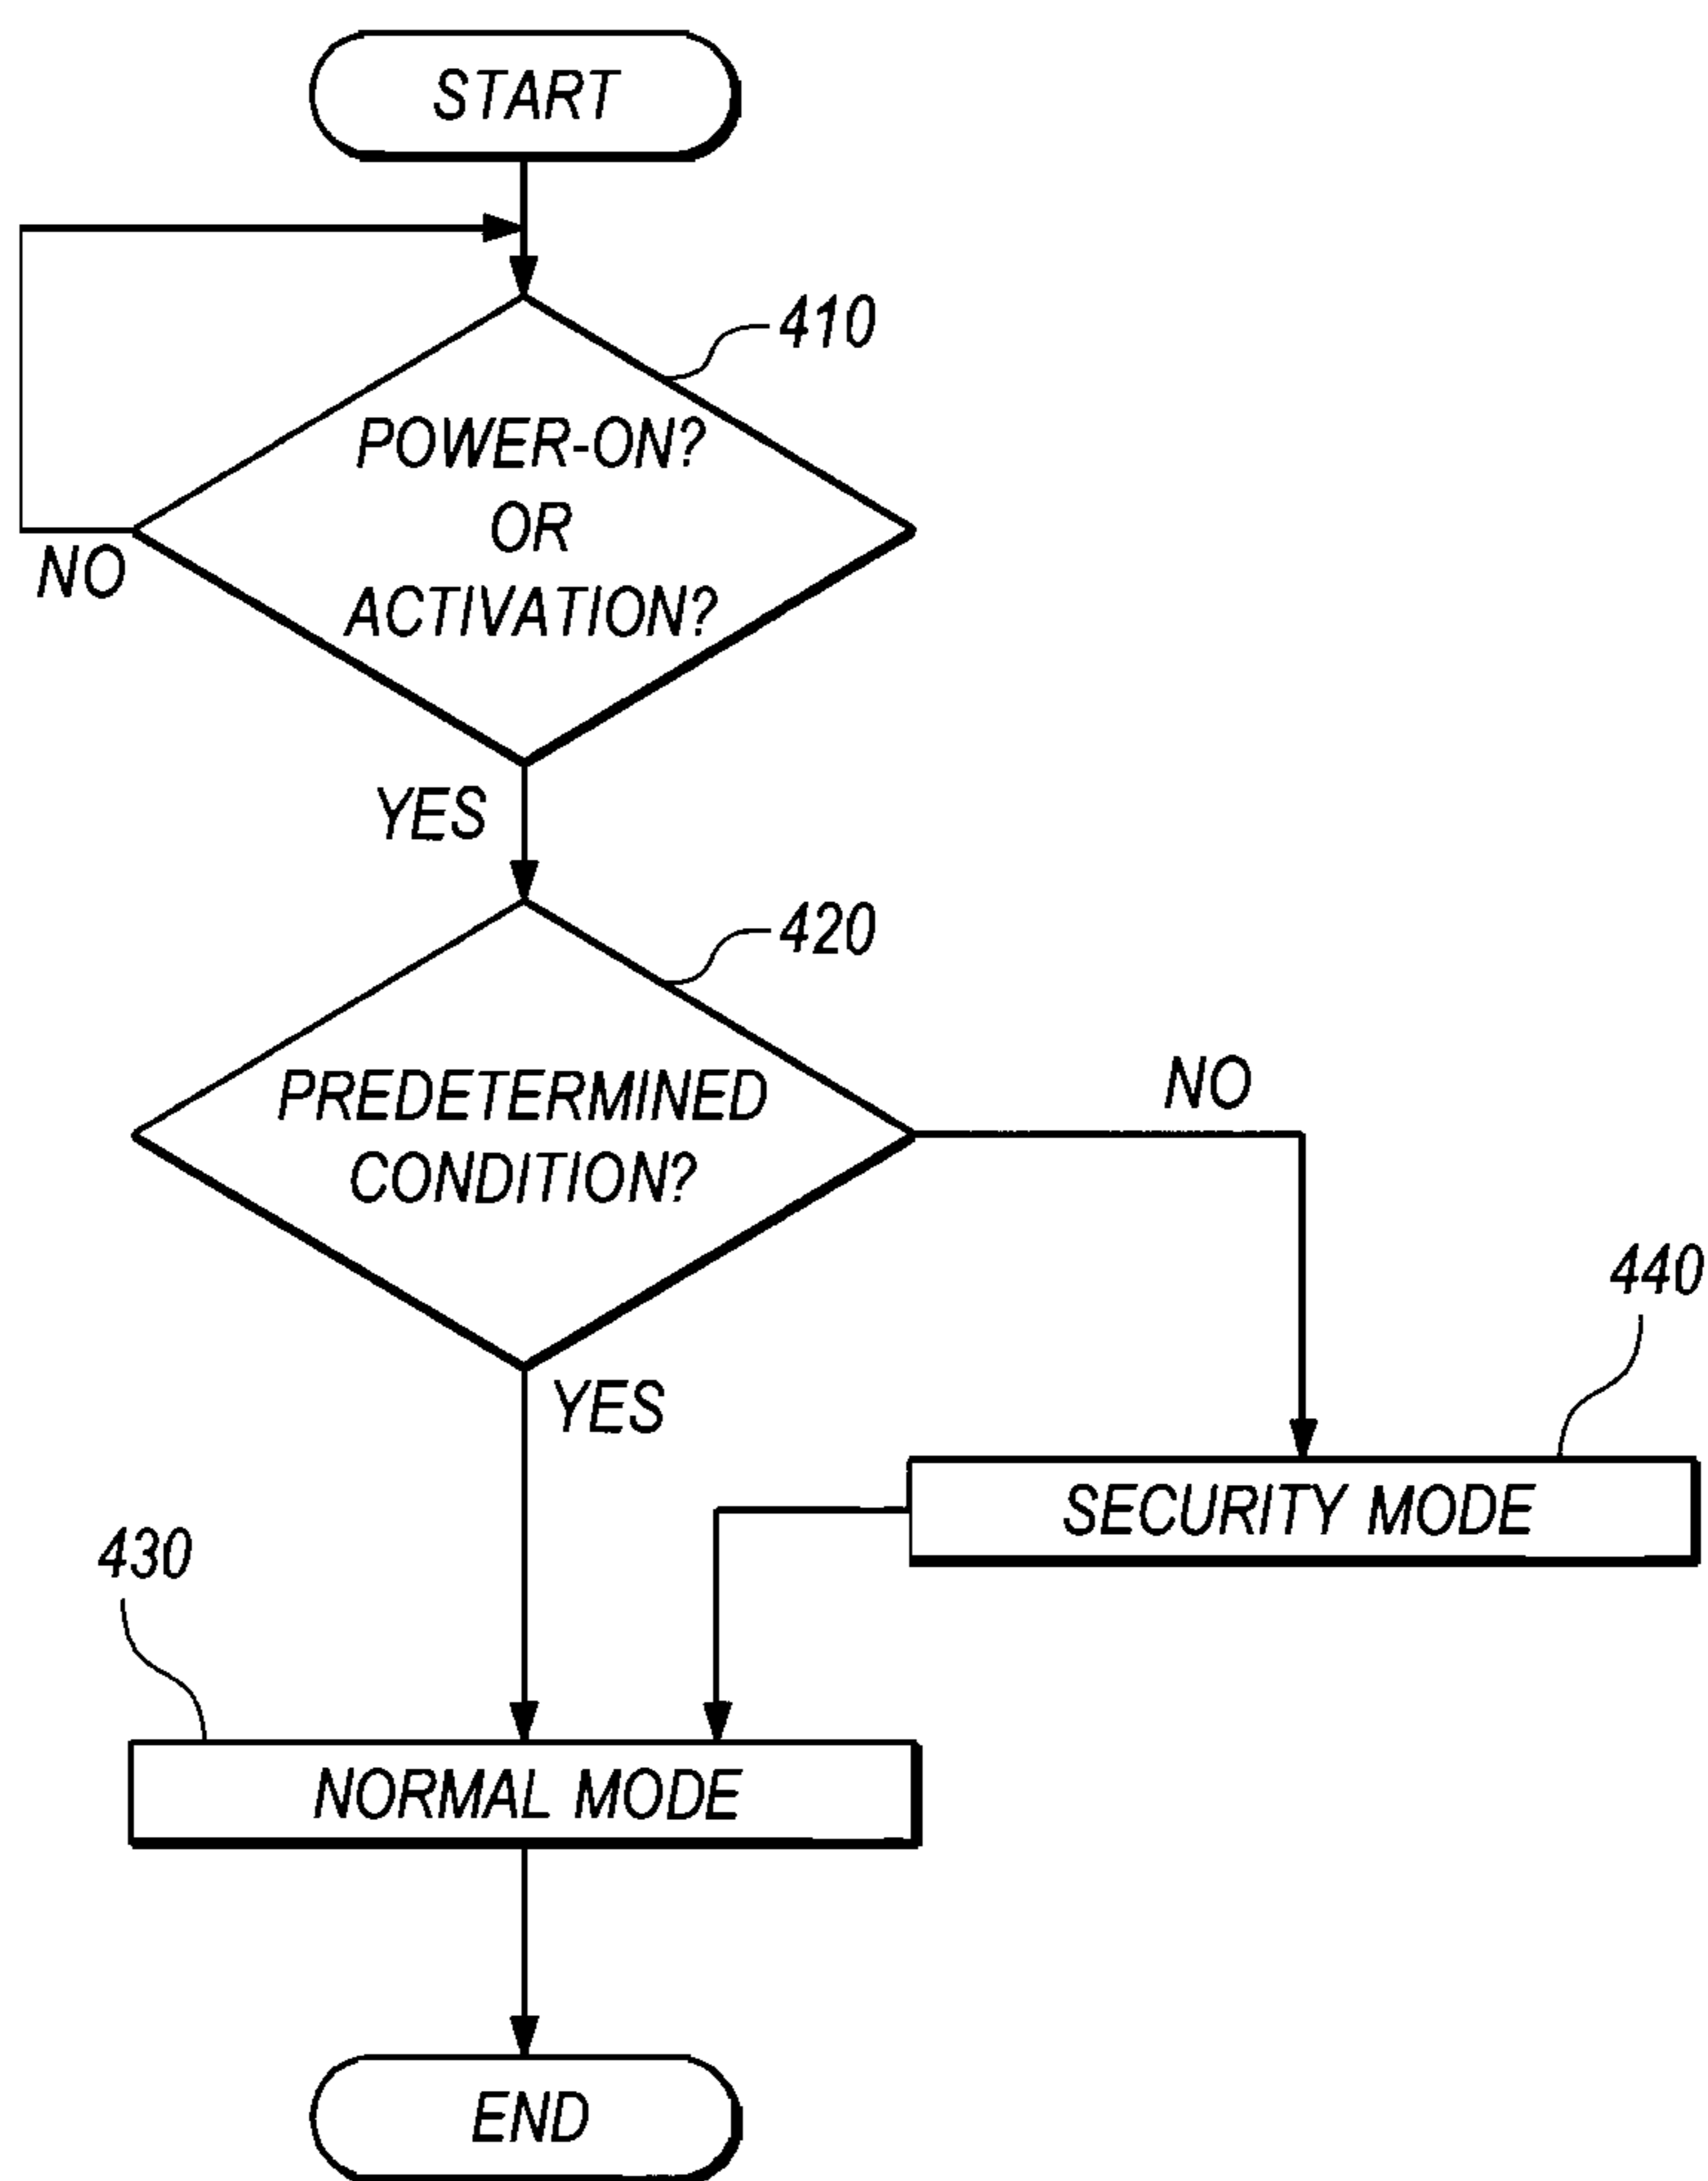 START
410
POWER-ON?
OR
ACTIVATION?
NO
YES
420
PREDETERMINED
CONDITION?
NO
YES
440
SECURITY MODE
430
NORMAL MODE
END